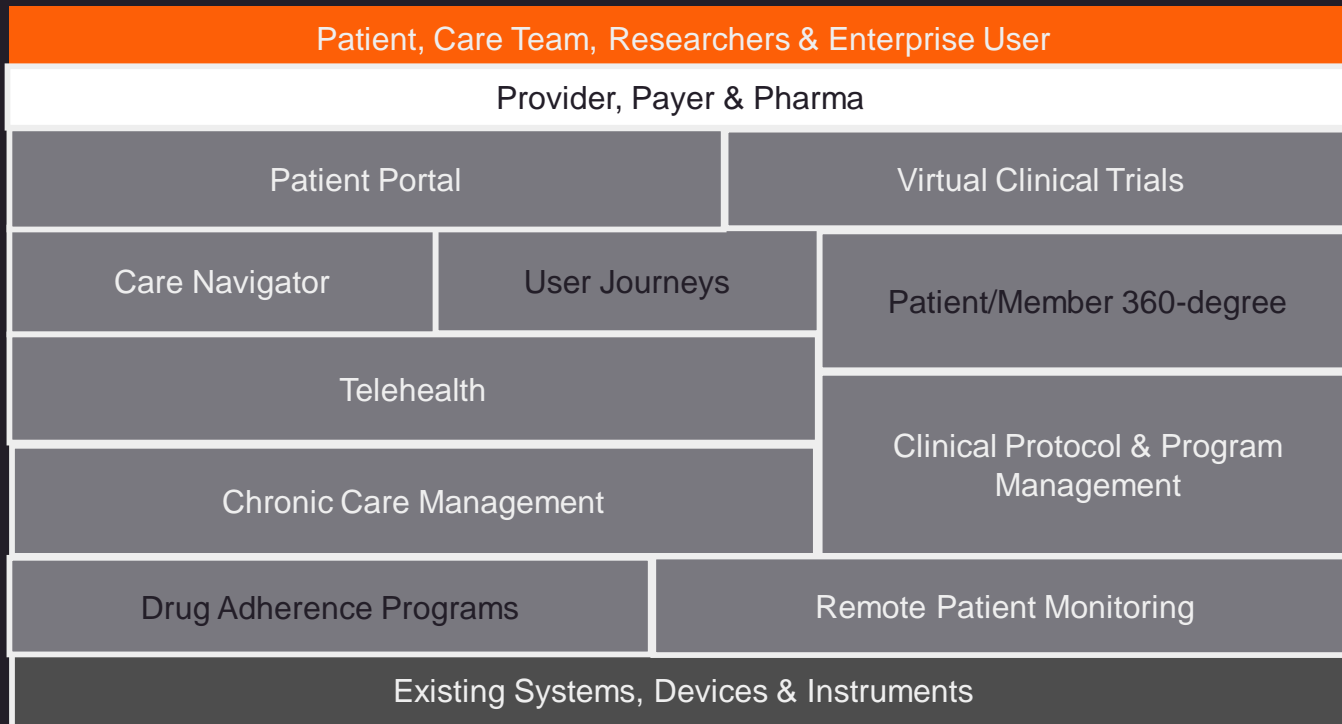 Patient, Care Team, Researchers & Enterprise User
Provider, Payer & Pharma
Patient Portal
Virtual Clinical Trials
Care Navigator
User Journeys
Patient/Member 360-degree
Telehealth
Clinical Protocol & Program
Management
Chronic Care Management
Drug Adherence Programs
Remote Patient Monitoring
Existing Systems, Devices & Instruments